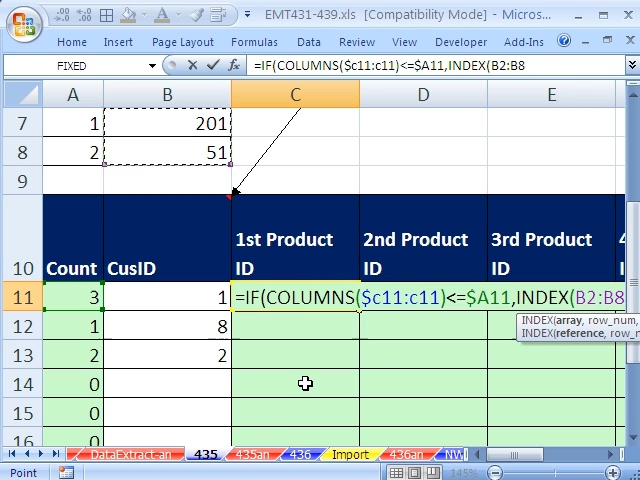 EMT431-439.xls [Compatibility Mode] - Micros...
Home Insert Page Layout Formulas Data Review View Developer Add-Ins
FIXED =IF(COLUMNS($c11:c11)<=$A11,INDEX(B2:B8
A B C D E
7 1 201
8 2 51
9
1st Product 2nd Product 3rd Product 4
10 Count CusID ID ID ID
11 3 1 =IF(COLUMNS($c11:c11)<=$A11,INDEX(B2:B8
INDEX(array, row_num,
12 1 8
INDEX(reference, row_n
13 2 2
14 0
15 0
16 0
DataExtract-an 435 435an 436 Import 436an NW
Point 145%